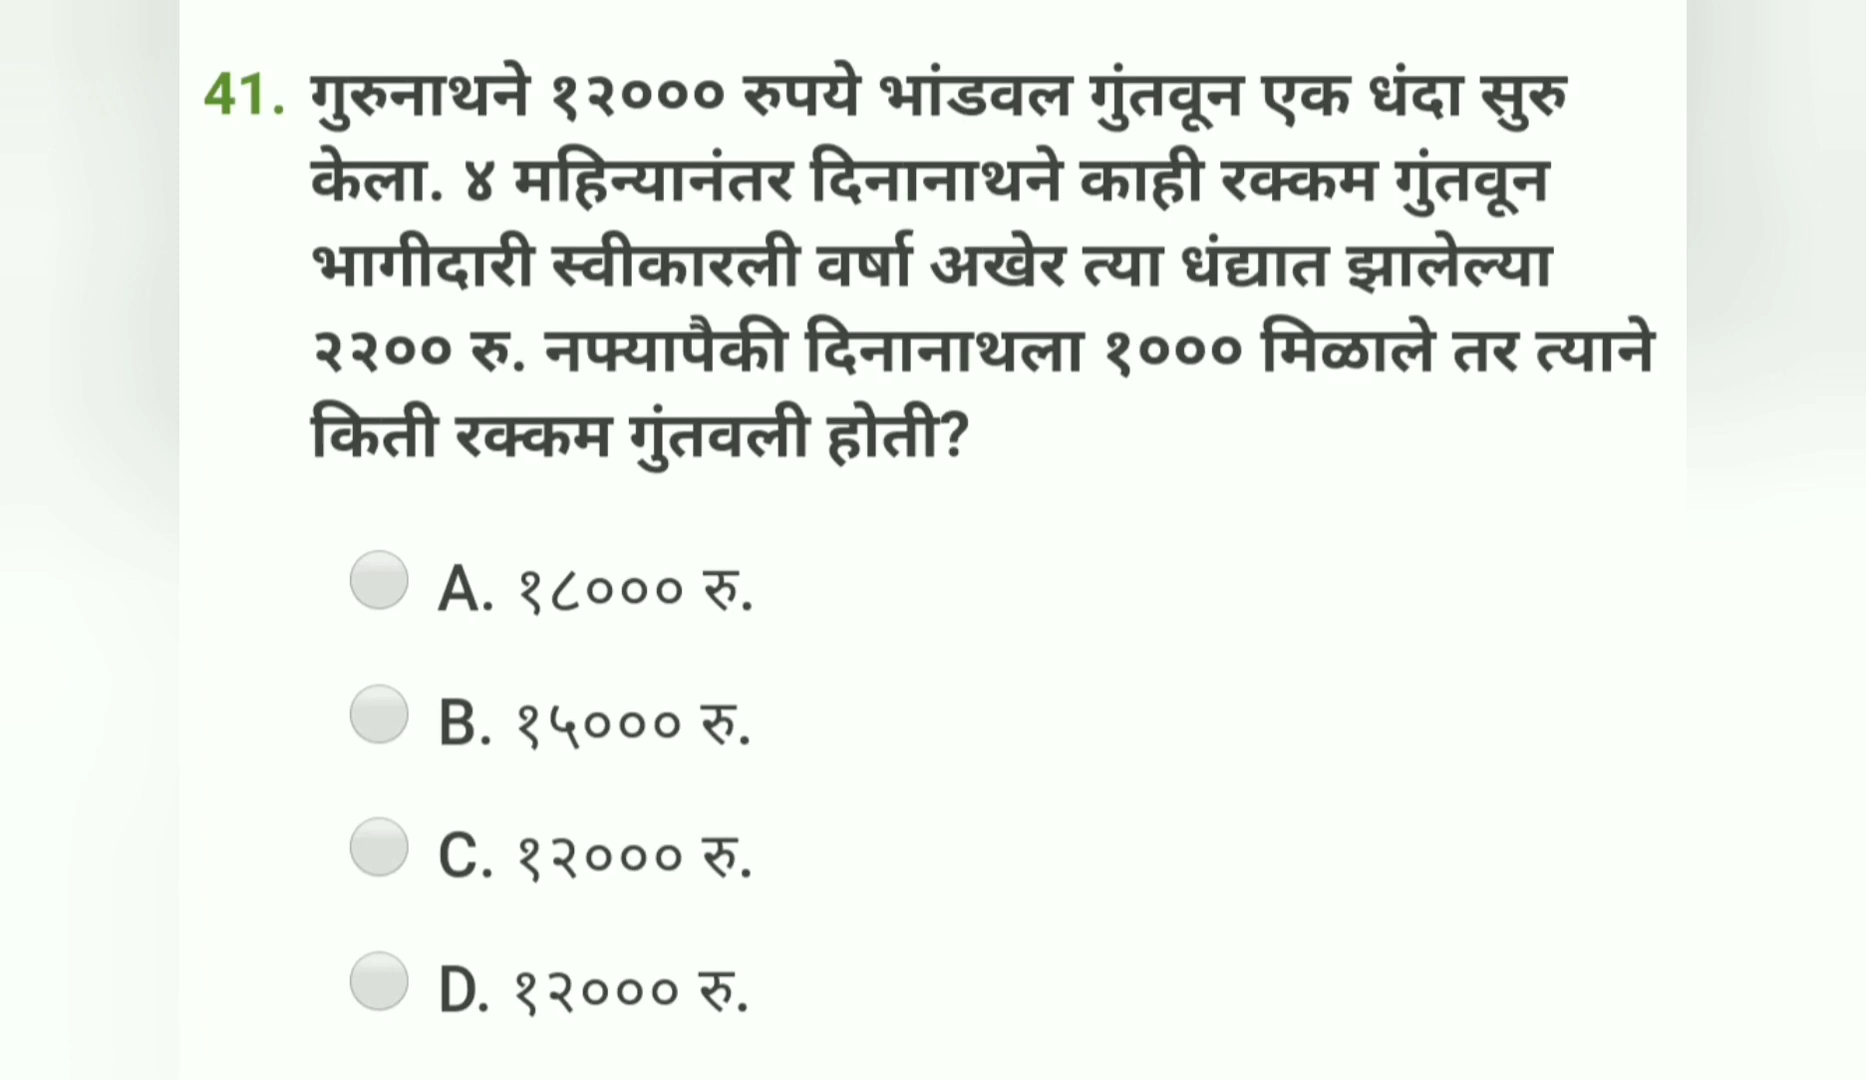 41. गुरुनाथने १२००० रुपये भांडवल गुंतवून एक धंदा सुरु
केला. ४ महिन्यानंतर दिनानाथने काही रक्कम गुंतवून
भागीदारी स्वीकारली वर्षा अखेर त्या धंद्यात झालेल्या
२२०० रु. नफ्यापैकी दिनानाथला १००० मिळाले तर त्याने
किती रक्कम गुंतवली होती?
A. १८००० रु.
B. १५००० रु.
C. १२००० रु.
D. १२००० रु.